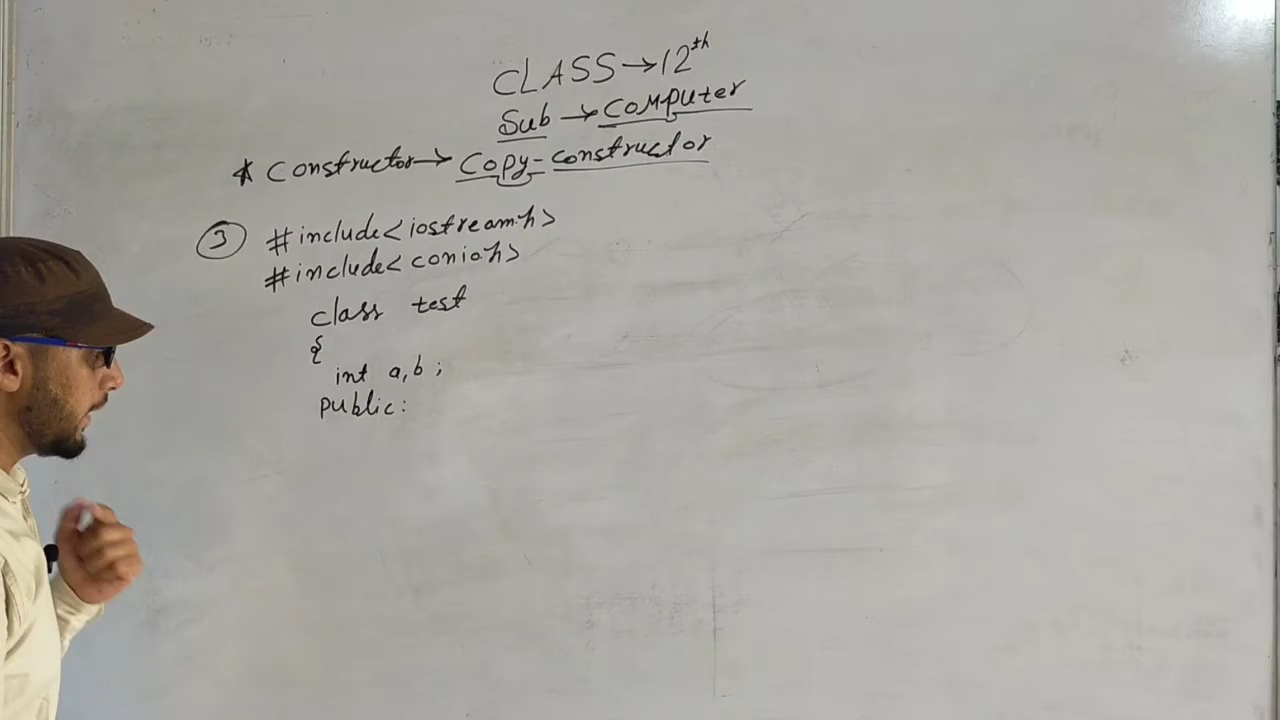 CLASS → 12th
Sub → Computer
* Constructor → Copy-constructor
3 #include<iostream.h>
#include<conio.h>
class test
{
int a,b ;
Public: